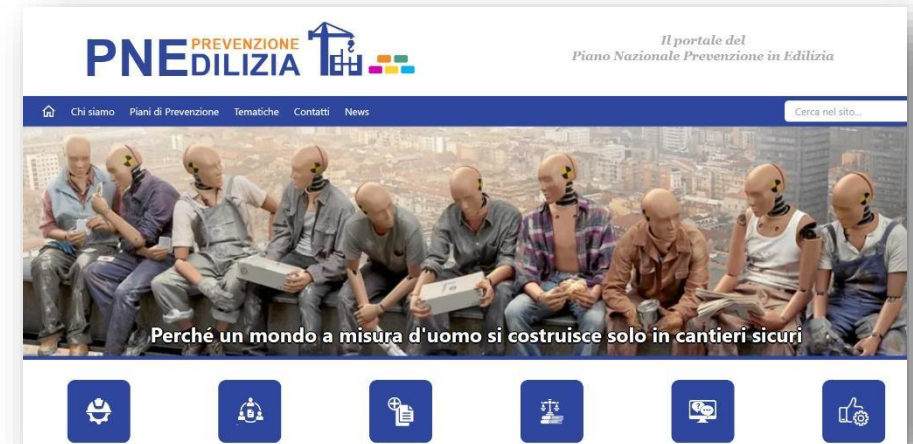 PNE PREVENZIONE
EDILIZIA
Il portale del
Piano Nazionale Prevenzione in Edilizia
Chi siamo Piani di Prevenzione Tematiche Contatti News
Cerca nel sito...
Perché un mondo a misura d'uomo si costruisce solo in cantieri sicuri